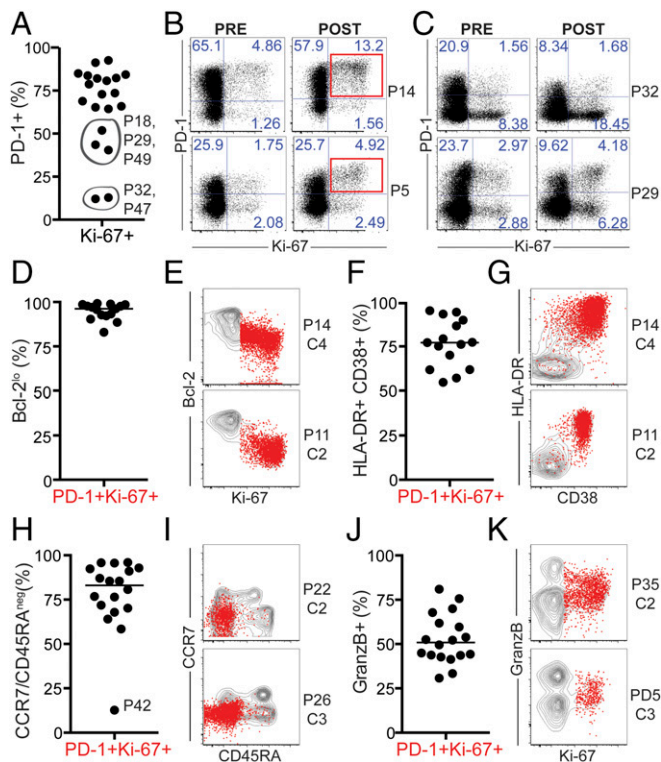 A
PD-1+ (%)
100
75
50
25
0
P18,
P29,
P49
P32,
P47
Ki-67+
B
PRE
POST
65.1
4.86
57.9
13.2
P14
1.26
1.56
25.9
1.75
25.7
4.92
P5
2.08
2.49
PD-1
Ki-67
C
PRE
POST
20.9
1.56
8.34
1.68
P32
8.38
18.45
23.7
2.97
9.62
4.18
P29
2.88
6.28
PD-1
Ki-67
D
Bcl-2lo (%)
100
75
50
25
0
PD-1+Ki-67+
E
Bcl-2
P14
C4
P11
C2
Ki-67
F
HLA-DR+ CD38+ (%)
100
75
50
25
0
PD-1+Ki-67+
G
HLA-DR
P14
C4
P11
C2
CD38
H
CCR7/CD45RAneg(%)
100
75
50
25
0
P42
PD-1+Ki-67+
I
CCR7
P22
C2
P26
C3
CD45RA
J
GranzB+ (%)
100
75
50
25
0
PD-1+Ki-67+
K
GranzB
P35
C2
PD5
C3
Ki-67